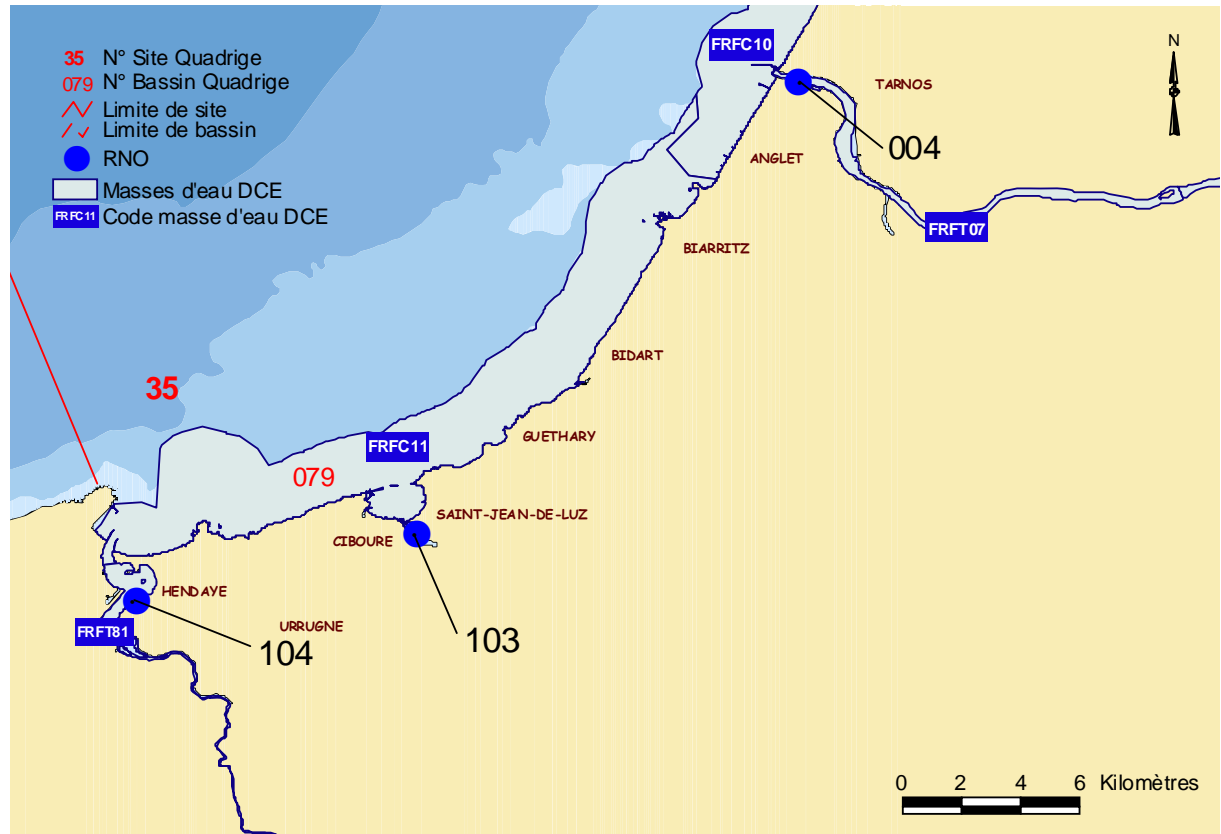 35 N° Site Quadrige
079 N° Bassin Quadrige
Limite de site
Limite de bassin
RNO
Masses d'eau DCE
FRFC11 Code masse d'eau DCE
FRFC10
N
TARNOS
004
ANGLET
FRFT07
BIARRITZ
BIDART
35
GUETHARY
FRFC11
079
SAINT-JEAN-DE-LUZ
CIBOURE
HENDAYE
URRUGNE
FRFT81
103
104
0 2 4 6 Kilomètres